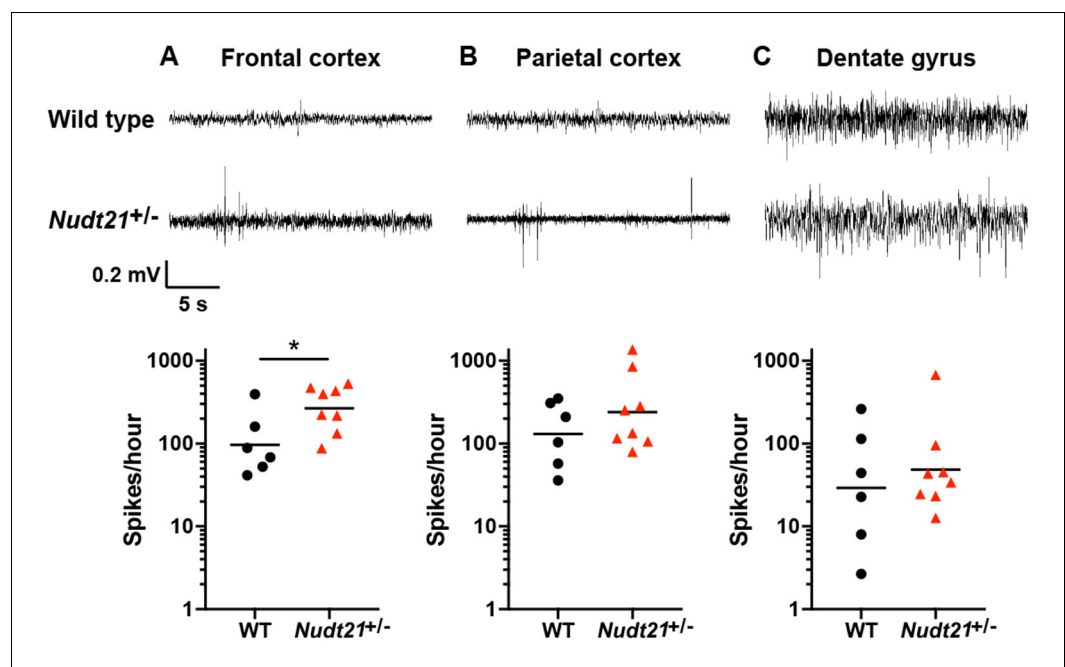 A Frontal cortex
B Parietal cortex
C Dentate gyrus
Wild type
Nudt21+/-
0.2 mV
5 s
*
1000
100
10
1
Spikes/hour
WT Nudt21+/-
1000
100
10
1
Spikes/hour
WT Nudt21+/-
1000
100
10
1
Spikes/hour
WT Nudt21+/-